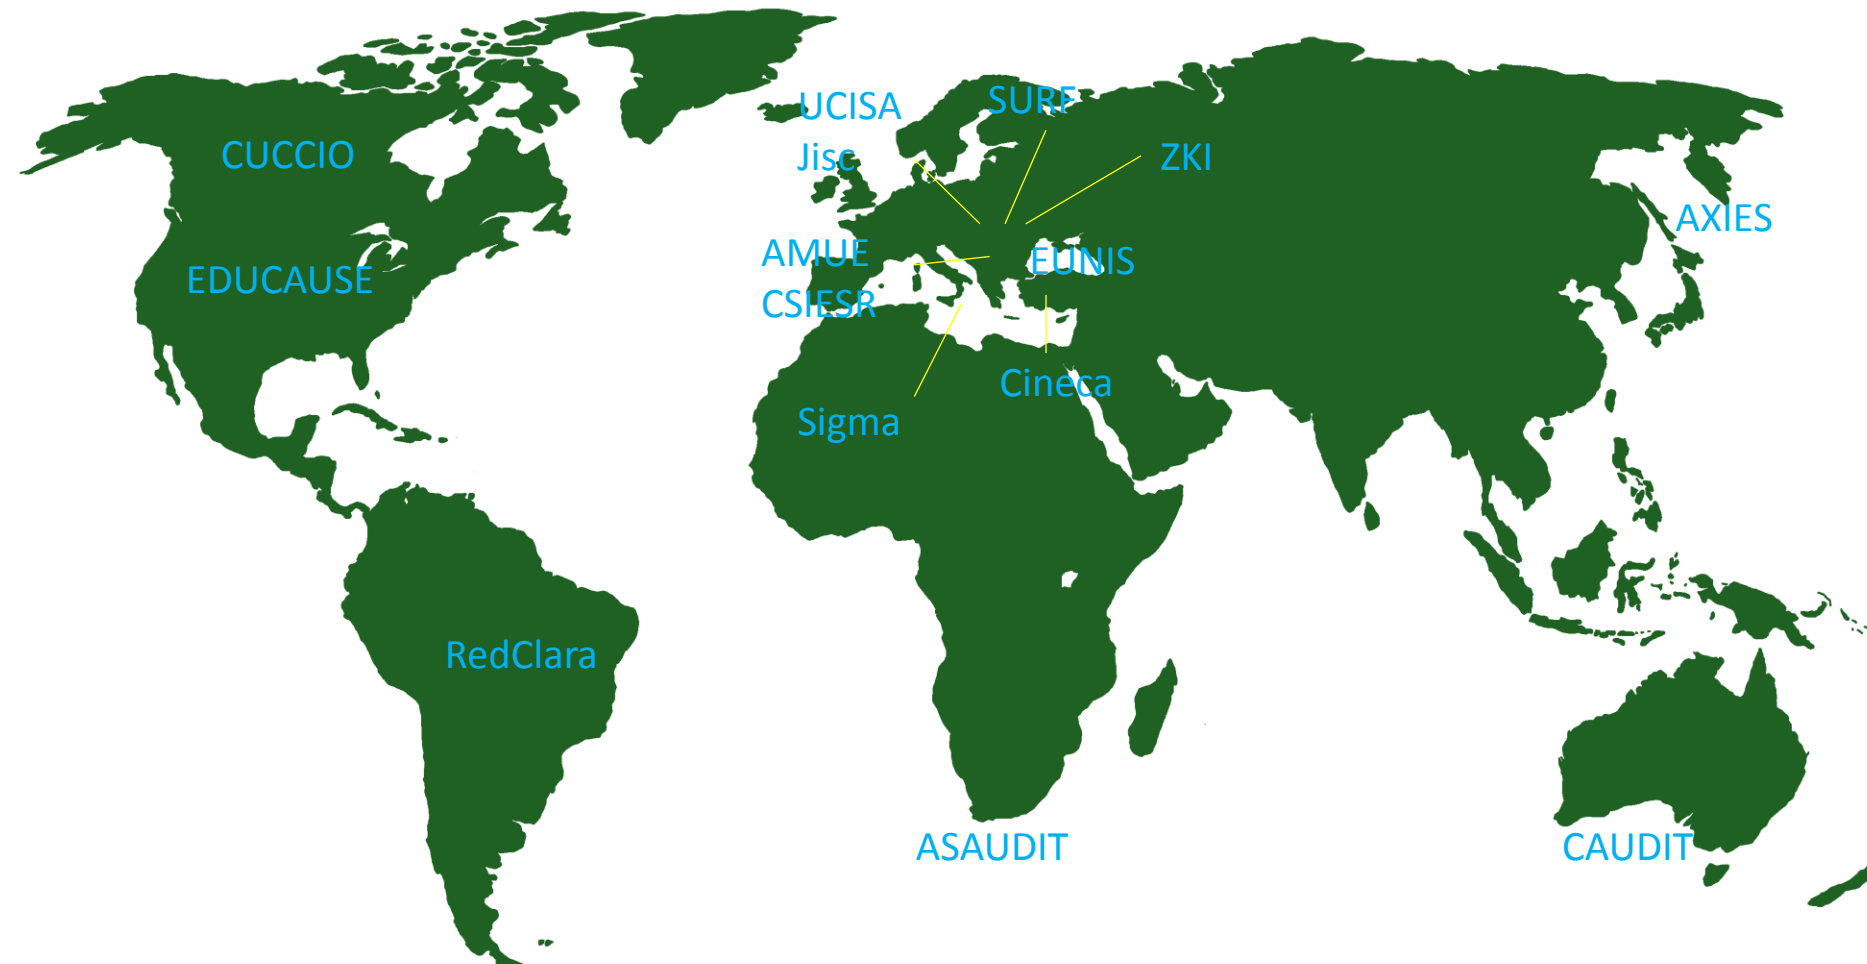 UCISA
Jisc
SURF
CUCCIO
ZKI
AXIES
AMUE
CSIESR
EUNIS
EDUCAUSE
Cineca
Sigma
RedClara
ASAUDIT
CAUDIT